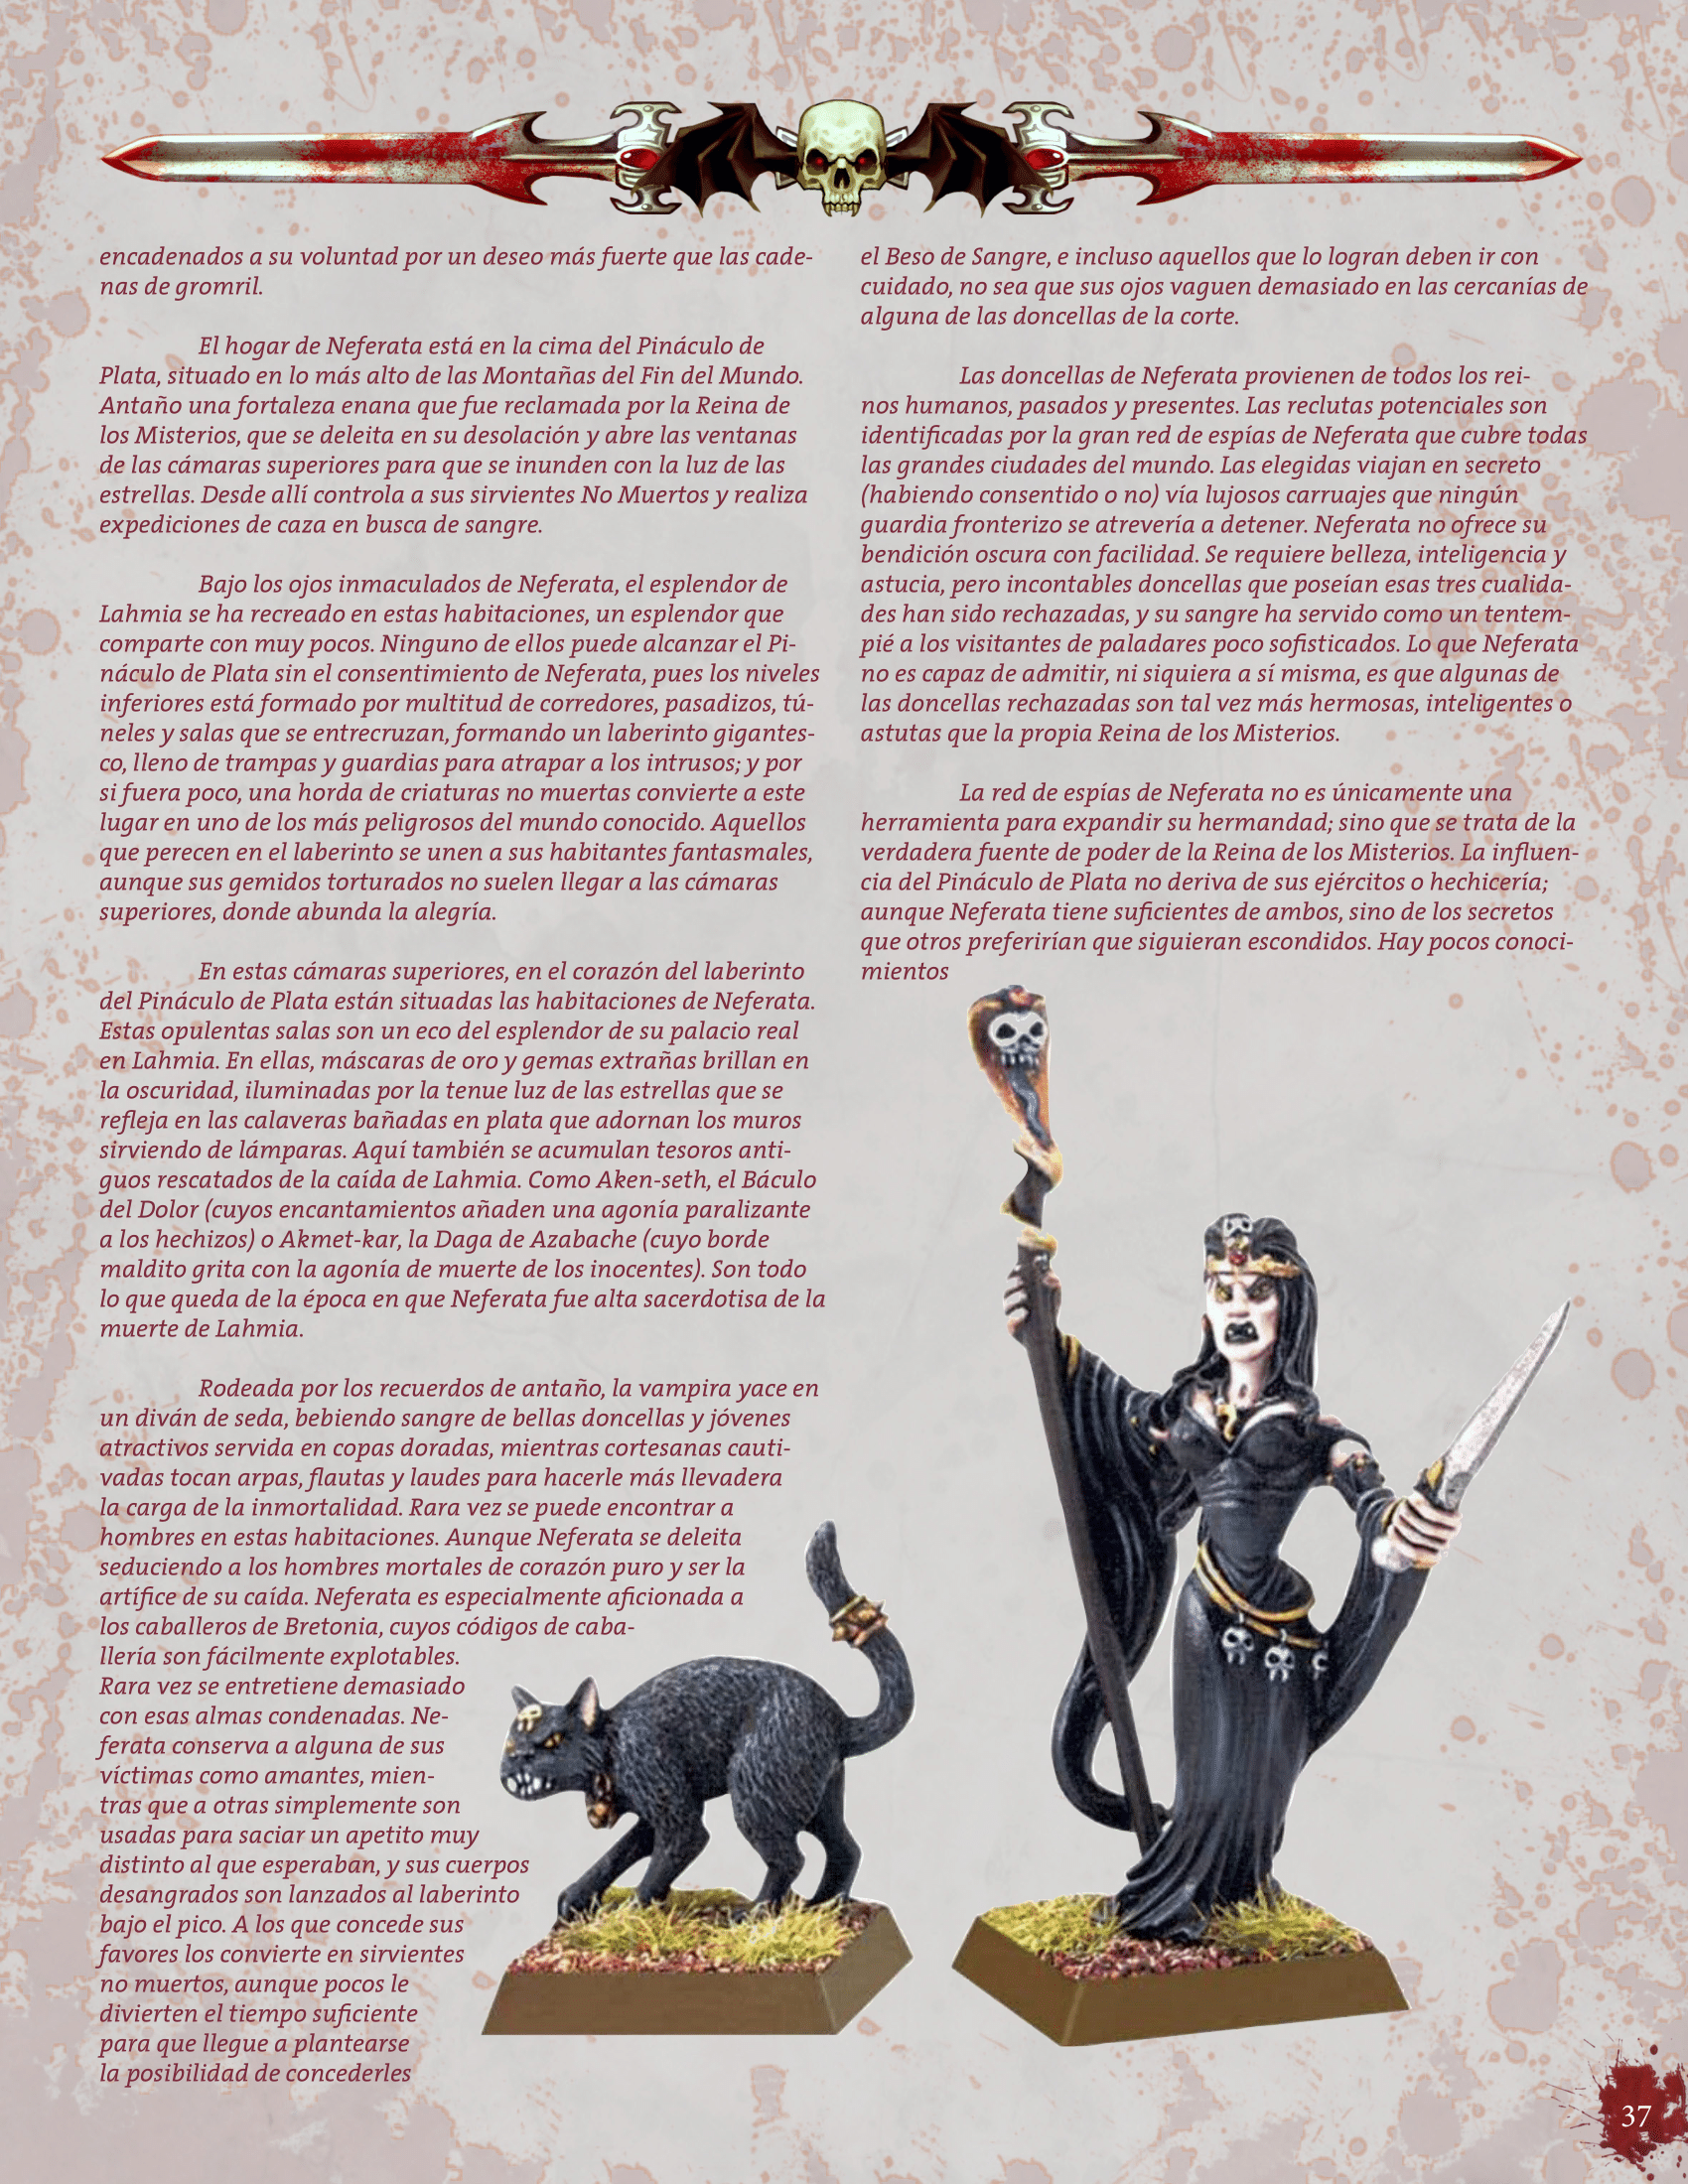 encadenados a su voluntad por un deseo más fuerte que las cade-
nas de gromril.
El hogar de Neferata está en la cima del Pináculo de
Plata, situado en lo más alto de las Montañas del Fin del Mundo.
Antaño una fortaleza enana que fue reclamada por la Reina de
los Misterios, que se deleita en su desolación y abre las ventanas
de las cámaras superiores para que se inunden con la luz de las
estrellas. Desde allí controla a sus sirvientes No Muertos y realiza
expediciones de caza en busca de sangre.
Bajo los ojos inmaculados de Neferata, el esplendor de
Lahmia se ha recreado en estas habitaciones, un esplendor que
comparte con muy pocos. Ninguno de ellos puede alcanzar el Pi-
náculo de Plata sin el consentimiento de Neferata, pues los niveles
inferiores está formado por multitud de corredores, pasadizos, tú-
neles y salas que se entrecruzan, formando un laberinto gigantes-
co, lleno de trampas y guardias para atrapar a los intrusos; y por
si fuera poco, una horda de criaturas no muertas convierte a este
lugar en uno de los más peligrosos del mundo conocido. Aquellos
que perecen en el laberinto se unen a sus habitantes fantasmales,
aunque sus gemidos torturados no suelen llegar a las cámaras
superiores, donde abunda la alegría.
En estas cámaras superiores, en el corazón del laberinto
del Pináculo de Plata están situadas las habitaciones de Neferata.
Estas opulentas salas son un eco del esplendor de su palacio real
en Lahmia. En ellas, máscaras de oro y gemas extrañas brillan en
la oscuridad, iluminadas por la tenue luz de las estrellas que se
refleja en las calaveras bañadas en plata que adornan los muros
sirviendo de lámparas. Aquí también se acumulan tesoros anti-
guos rescatados de la caída de Lahmia. Como Aken-seth, el Báculo
del Dolor (cuyos encantamientos añaden una agonía paralizante
a los hechizos) o Akmet-kar, la Daga de Azabache (cuyo borde
maldito grita con la agonía de muerte de los inocentes). Son todo
lo que queda de la época en que Neferata fue alta sacerdotisa de la
muerte de Lahmia.
Rodeada por los recuerdos de antaño, la vampira yace en
un diván de seda, bebiendo sangre de bellas doncellas y jóvenes
atractivos servida en copas doradas, mientras cortesanas cauti-
vadas tocan arpas, flautas y laudes para hacerle más llevadera
la carga de la inmortalidad. Rara vez se puede encontrar a
hombres en estas habitaciones. Aunque Neferata se deleita
seduciendo a los hombres mortales de corazón puro y ser la
artífice de su caída. Neferata es especialmente aficionada a
los caballeros de Bretonia, cuyos códigos de caba-
llería son fácilmente explotables.
Rara vez se entretiene demasiado
con esas almas condenadas. Ne-
ferata conserva a alguna de sus
víctimas como amantes, mien-
tras que a otras simplemente son
usadas para saciar un apetito muy
distinto al que esperaban, y sus cuerpos
desangrados son lanzados al laberinto
bajo el pico. A los que concede sus
favores los convierte en sirvientes
no muertos, aunque pocos le
divierten el tiempo suficiente
para que llegue a plantearse
la posibilidad de concederles
el Beso de Sangre, e incluso aquellos que lo logran deben ir con
cuidado, no sea que sus ojos vaguen demasiado en las cercanías de
alguna de las doncellas de la corte.
Las doncellas de Neferata provienen de todos los rei-
nos humanos, pasados y presentes. Las reclutas potenciales son
identificadas por la gran red de espías de Neferata que cubre todas
las grandes ciudades del mundo. Las elegidas viajan en secreto
(habiendo consentido o no) vía lujosos carruajes que ningún
guardia fronterizo se atrevería a detener. Neferata no ofrece su
bendición oscura con facilidad. Se requiere belleza, inteligencia y
astucia, pero incontables doncellas que poseían esas tres cualida-
des han sido rechazadas, y su sangre ha servido como un tentem-
pié a los visitantes de paladares poco sofisticados. Lo que Neferata
no es capaz de admitir, ni siquiera a sí misma, es que algunas de
las doncellas rechazadas son tal vez más hermosas, inteligentes o
astutas que la propia Reina de los Misterios.
La red de espías de Neferata no es únicamente una
herramienta para expandir su hermandad; sino que se trata de la
verdadera fuente de poder de la Reina de los Misterios. La influen-
cia del Pináculo de Plata no deriva de sus ejércitos o hechicería;
aunque Neferata tiene suficientes de ambos, sino de los secretos
que otros preferirían que siguieran escondidos. Hay pocos conoci-
mientos
37